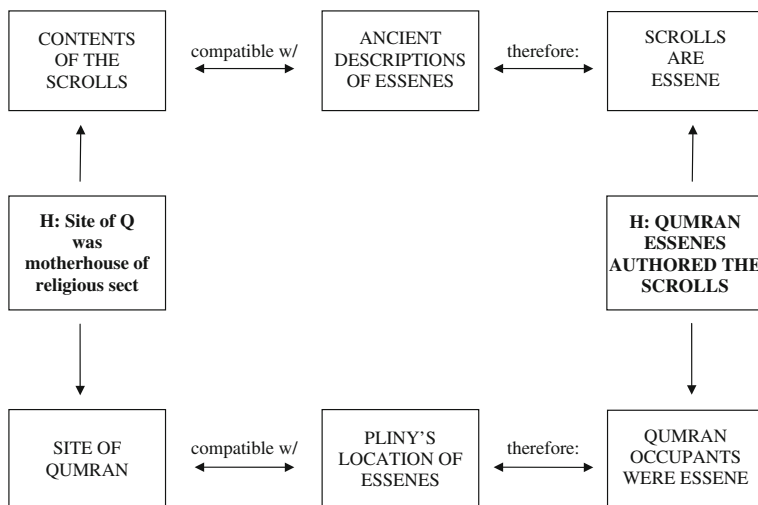 CONTENTS
OF THE
SCROLLS
compatible w/
ANCIENT
DESCRIPTIONS
OF ESSENES
therefore:
SCROLLS
ARE
ESSENE
H: Site of Q
was
motherhouse of
religious sect
H: QUMRAN
ESSENES
AUTHORED THE
SCROLLS
SITE OF
QUMRAN
compatible w/
PLINY'S
LOCATION OF
ESSENES
therefore:
QUMRAN
OCCUPANTS
WERE ESSENE